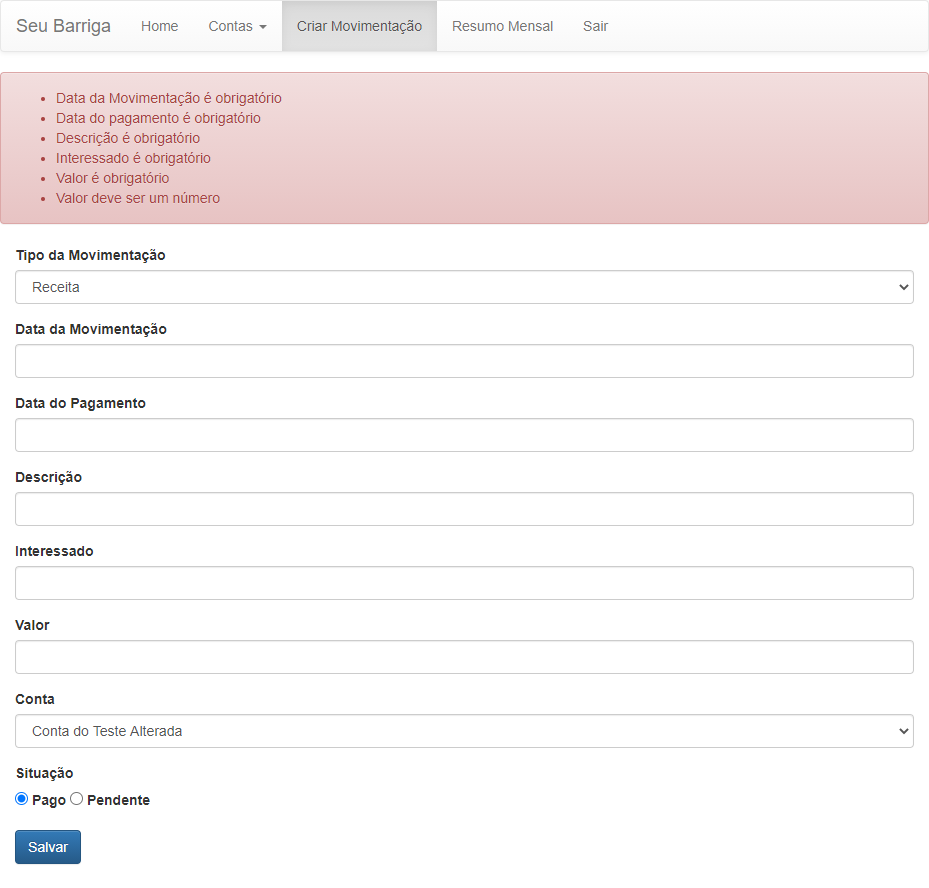 Seu Barriga Home Contas Criar Movimentação Resumo Mensal Sair
Data da Movimentação é obrigatório
Data do pagamento é obrigatório
Descrição é obrigatório
Interessado é obrigatório
Valor é obrigatório
Valor deve ser um número
Tipo da Movimentação
Receita
Data da Movimentação
Data do Pagamento
Descrição
Interessado
Valor
Conta
Conta do Teste Alterada
Situação
Pago Pendente
Salvar